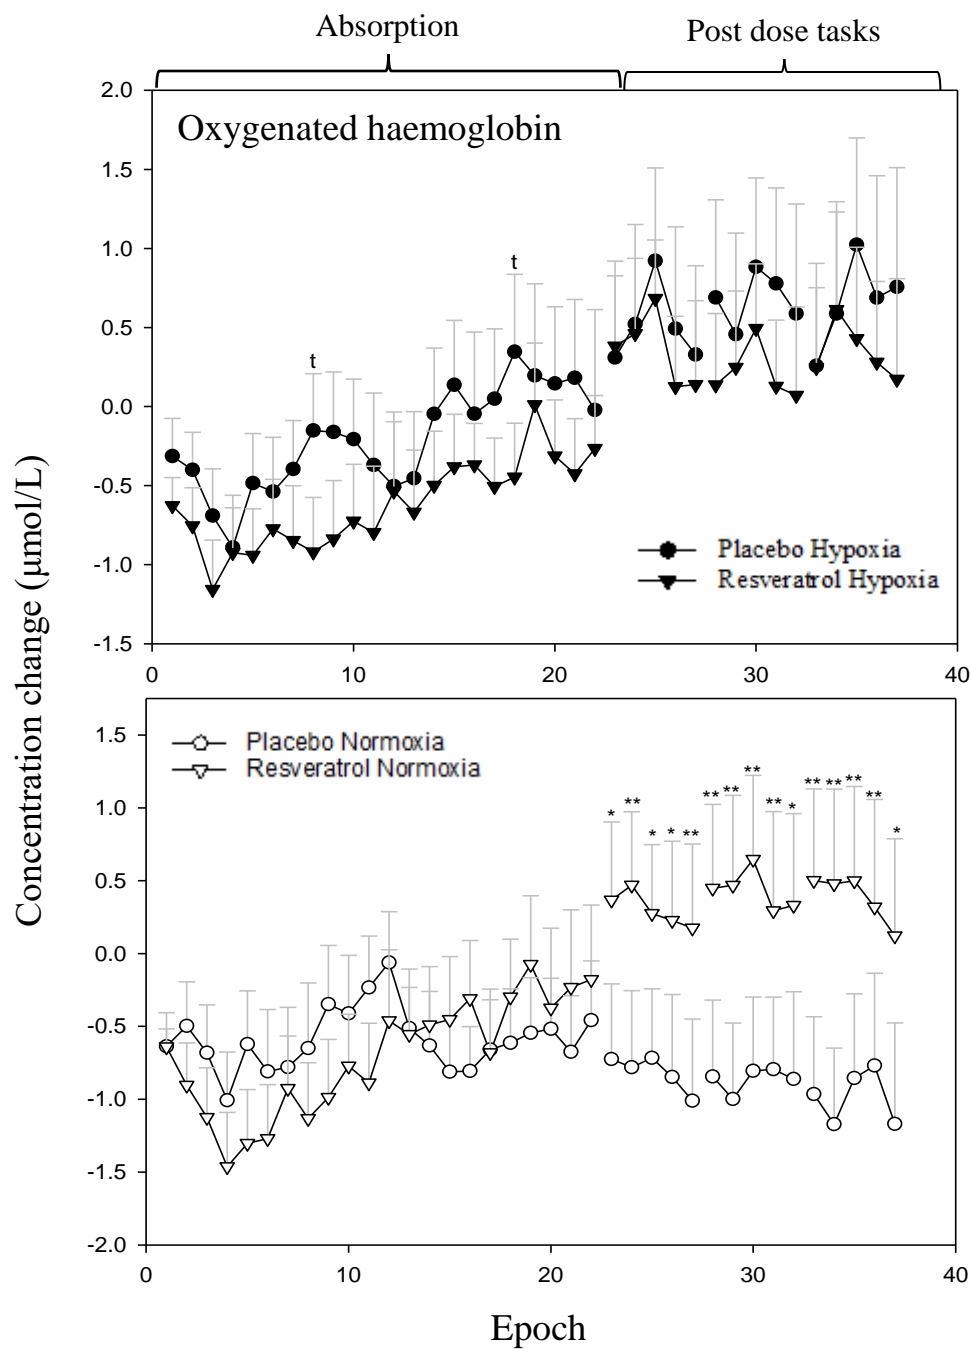 Absorption
Post dose tasks
2.0
Oxygenated haemoglobin
1.5
1.0
t
0.5
t
0.0
-0.5
Placebo Hypoxia
-1.0
Resveratrol Hypoxia
-1.5
0 10 20 30 40
Concentration change (µmol/L)
1.5
Placebo Normoxia
Resveratrol Normoxia
* ** * * ** ** ** ** ** * ** ** ** ** *
1.0
0.5
0.0
-0.5
-1.0
-1.5
-2.0
0 10 20 30 40
Epoch